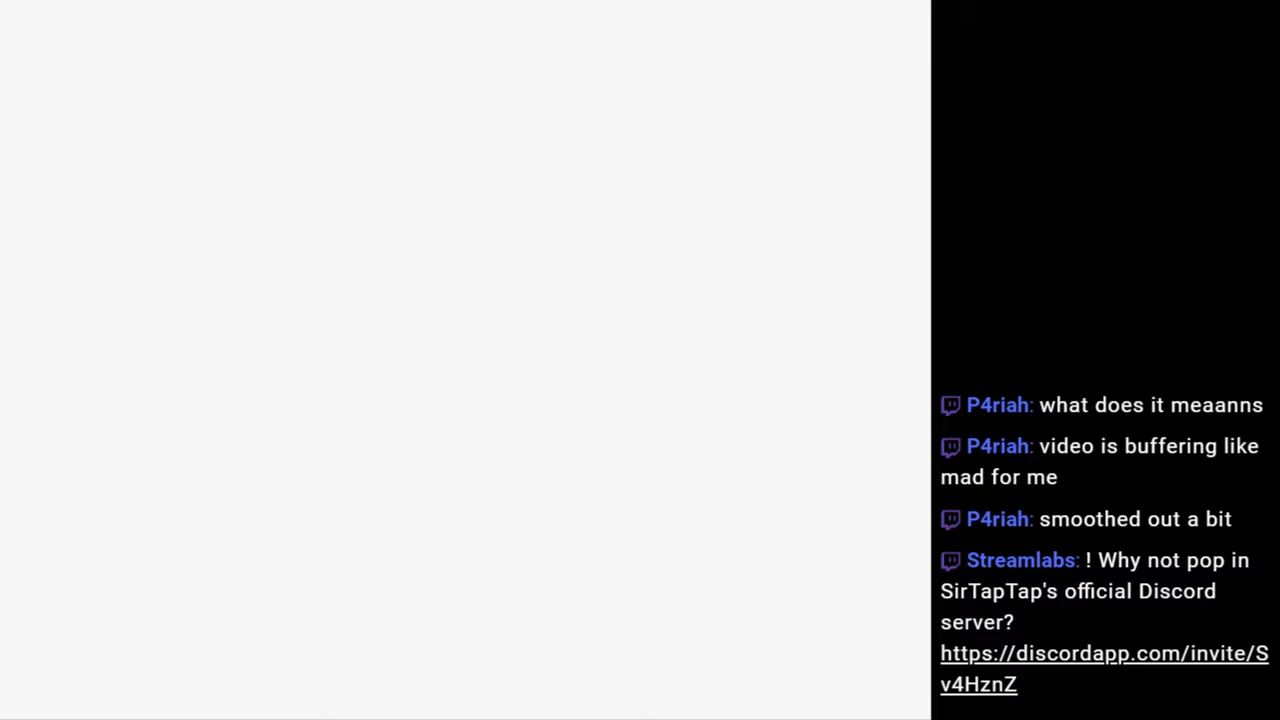 P4riah: what does it meaanns
P4riah: video is buffering like
mad for me
P4riah: smoothed out a bit
Streamlabs: ! Why not pop in
SirTapTap's official Discord
server?
https://discordapp.com/invite/S
v4HznZ